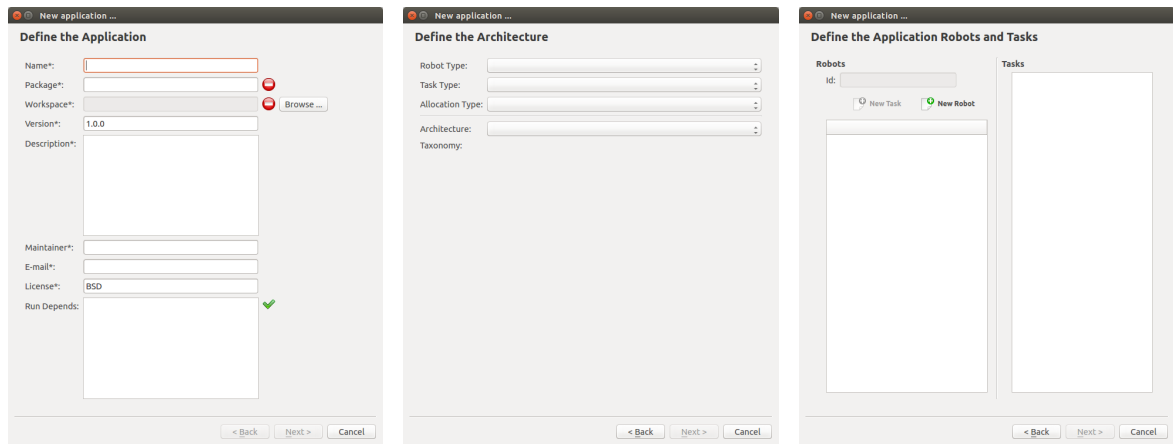 New application ...
Define the Application
Name*:
Package*:
Workspace*:
Browse ...
Version*:
1.0.0
Description*:
Maintainer*:
E-mail*:
License*:
BSD
Run Depends:
< Back Next > Cancel
New application ...
Define the Architecture
Robot Type:
Task Type:
Allocation Type:
Architecture:
Taxonomy:
< Back Next > Cancel
New application ...
Define the Application Robots and Tasks
Robots
Id:
New Task New Robot
Tasks
< Back Next > Cancel